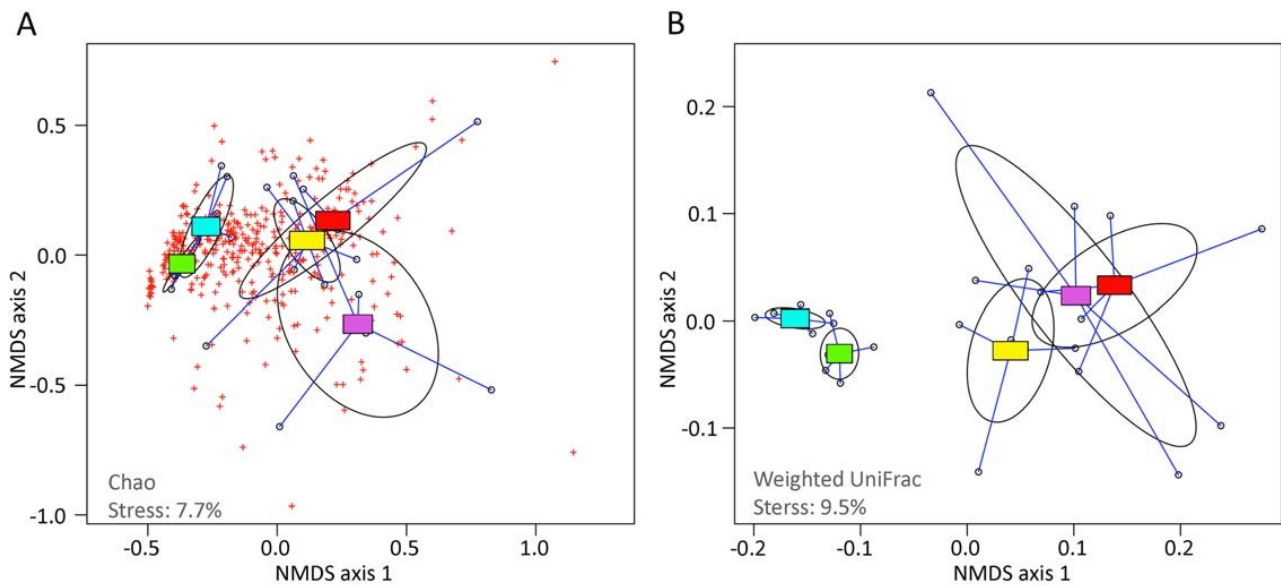 A
B
0.5
0.0
-0.5
-1.0
NMDS axis 2
Chao
Stress: 7.7%
-0.5 0.0 0.5 1.0
NMDS axis 1
0.2
0.1
0.0
-0.1
NMDS axis 2
Weighted UniFrac
Sterss: 9.5%
-0.2 -0.1 0.0 0.1 0.2
NMDS axis 1